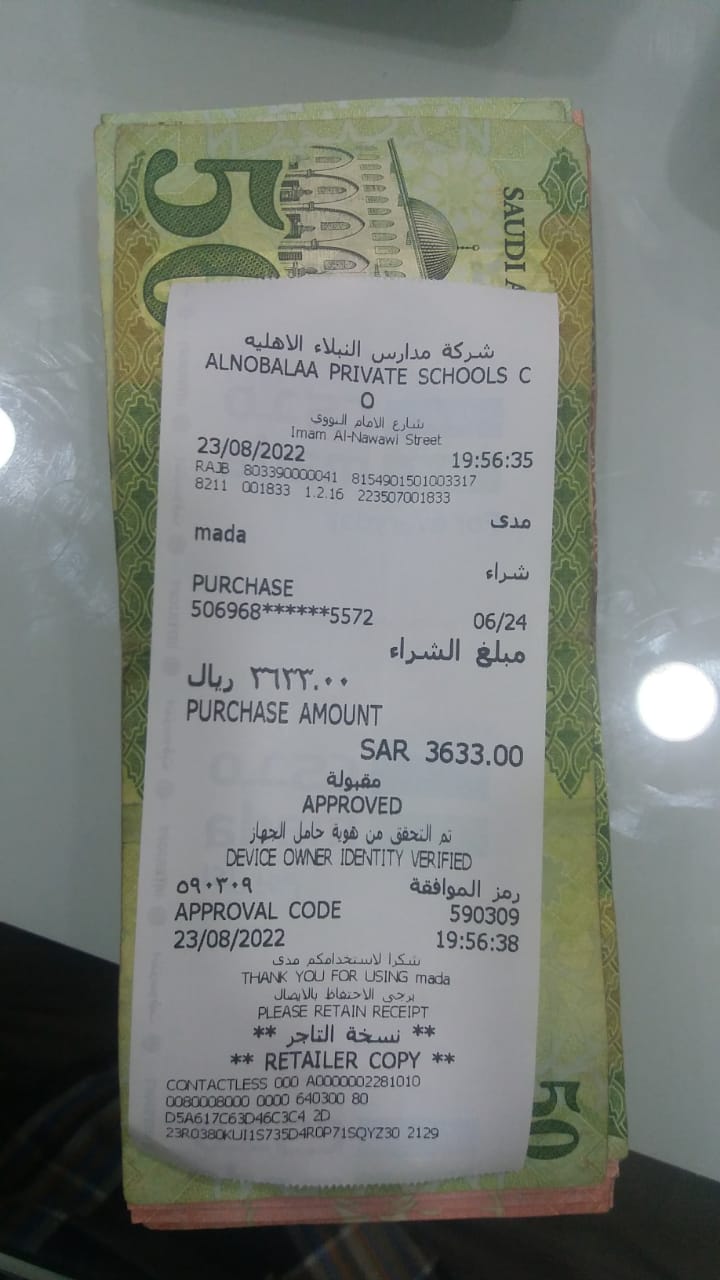 50
SAUDI A
شركة مدارس النبلاء الاهليه
ALNOBALAA PRIVATE SCHOOLS C
O
شارع الامام النووي
Imam Al-Nawawi Street
23/08/2022 19:56:35
RAJB 803390000041 8154901501003317
8211 001833 1.2.16 223507001833
مدى
mada
شراء
PURCHASE
506968******5572 06/24
مبلغ الشراء
٣٦٣٣.٠٠ ريال
PURCHASE AMOUNT
SAR 3633.00
مقبولة
APPROVED
تم التحقق من هوية حامل الجهاز
DEVICE OWNER IDENTITY VERIFIED
رمز الموافقة ٥٩٠٣٠٩
APPROVAL CODE 590309
23/08/2022 19:56:38
شكرا لاستخدامكم مدى
THANK YOU FOR USING mada
يرجى الاحتفاظ بالايصال
PLEASE RETAIN RECEIPT
** نسخة التاجر **
** RETAILER COPY **
CONTACTLESS 000 A0000002281010
0080008000 0000 640300 80
D5A617C63D46C3C4 2D
23R0380KUI1S735D4R0P71SQYZ30 2129
50